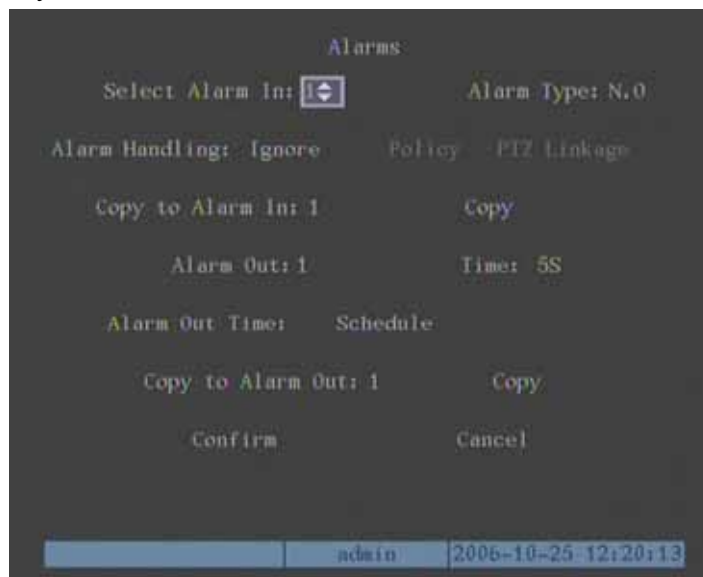 Alarms
Select Alarm In: 1 Alarm Type: N.O
Alarm Handling: Ignore Policy PTZ Linkage
Copy to Alarm In: 1 Copy
Alarm Out: 1 Time: 5S
Alarm Out Time: Schedule
Copy to Alarm Out: 1 Copy
Confirm Cancel
admin 2006-10-25 12:20:13